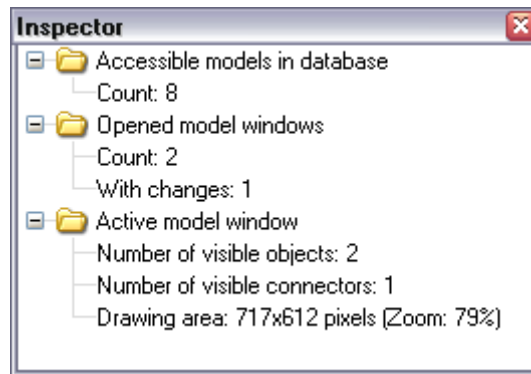 Inspector
Accessible models in database
Count: 8
Opened model windows
Count: 2
With changes: 1
Active model window
Number of visible objects: 2
Number of visible connectors: 1
Drawing area: 717x612 pixels (Zoom: 79%)